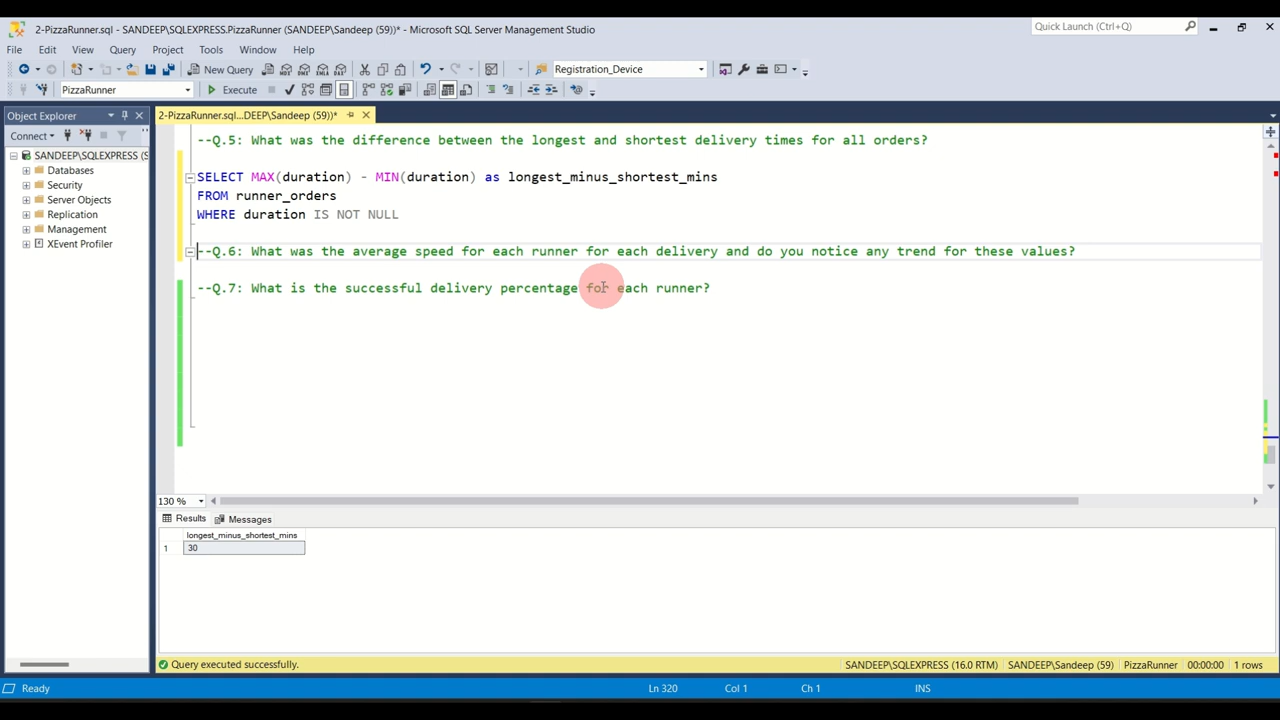 2-PizzaRunner.sql - SANDEEP\SQLEXPRESS.PizzaRunner (SANDEEP\Sandeep (59))* - Microsoft SQL Server Management Studio
Quick Launch (Ctrl+Q)
File Edit View Query Project Tools Window Help
New Query
Registration_Device
PizzaRunner
Execute
Object Explorer
2-PizzaRunner.sql...DEEP\Sandeep (59))*
Connect
SANDEEP\SQLEXPRESS (S
Databases
Security
Server Objects
Replication
Management
XEvent Profiler
--Q.5: What was the difference between the longest and shortest delivery times for all orders?
SELECT MAX(duration) - MIN(duration) as longest_minus_shortest_mins
FROM runner_orders
WHERE duration IS NOT NULL
--Q.6: What was the average speed for each runner for each delivery and do you notice any trend for these values?
--Q.7: What is the successful delivery percentage for each runner?
130 %
Results Messages
longest_minus_shortest_mins
1 30
Query executed successfully.
SANDEEP\SQLEXPRESS (16.0 RTM) SANDEEP\Sandeep (59) PizzaRunner 00:00:00 1 rows
Ready Ln 320 Col 1 Ch 1 INS